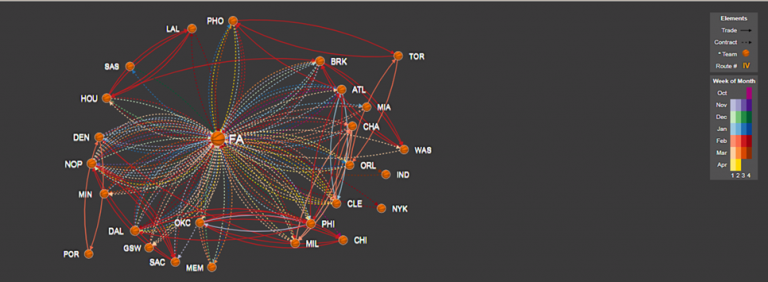 PHO
LAL
TOR
BRK
SAS
ATL
HOU
MIA
CHA
DEN
FA
WAS
NOP
ORL
IND
MIN
CLE
NYK
OKC
PHI
DAL
CHI
GSW
MIL
POR
SAC
MEM
Elements
Trade
Contract
* Team
Route # IV
Week of Month
Oct
Nov
Dec
Jan
Feb
Mar
Apr
1 2 3 4